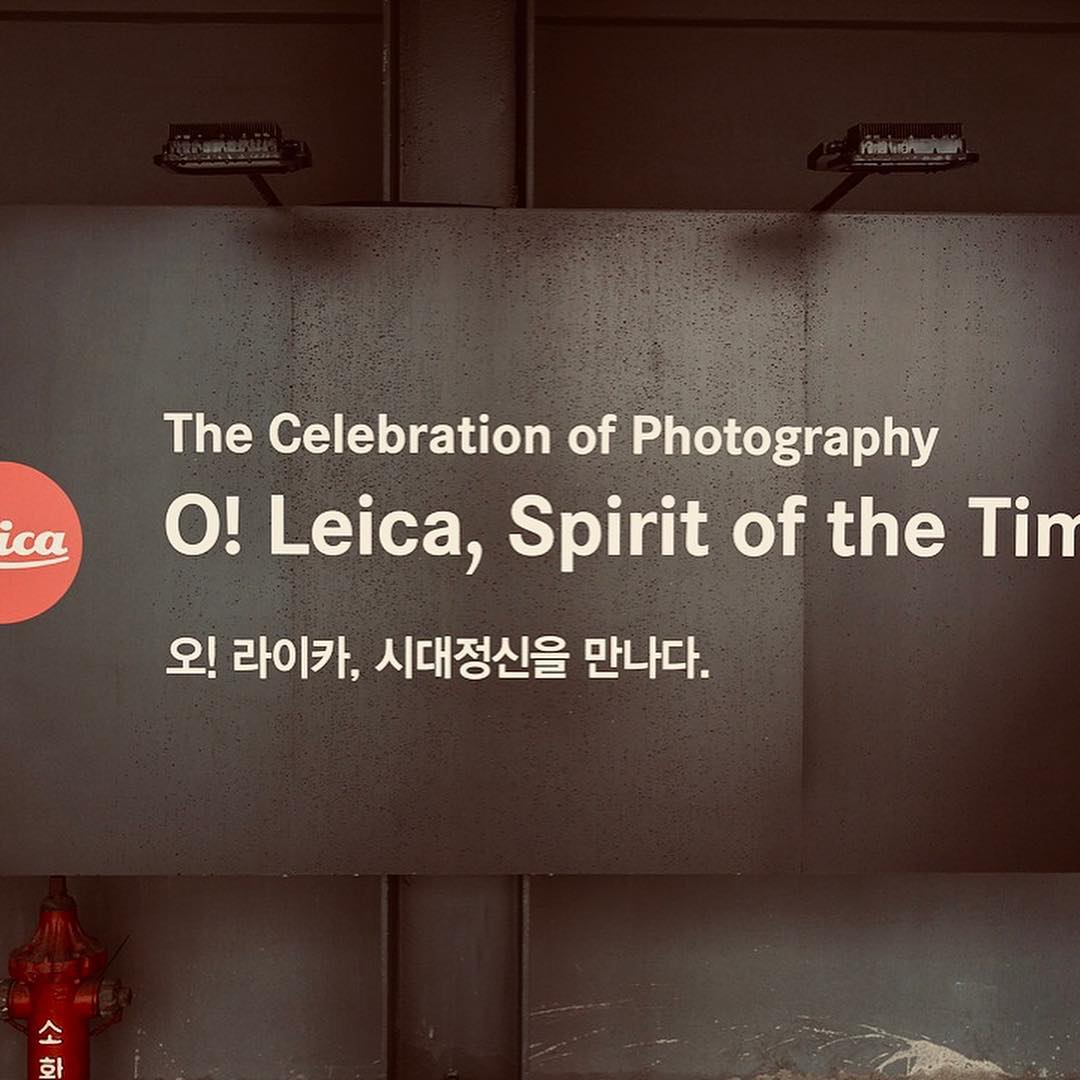 The Celebration of Photography
ica
O! Leica, Spirit of the Tim
오! 라이카, 시대정신을 만나다.
소
화